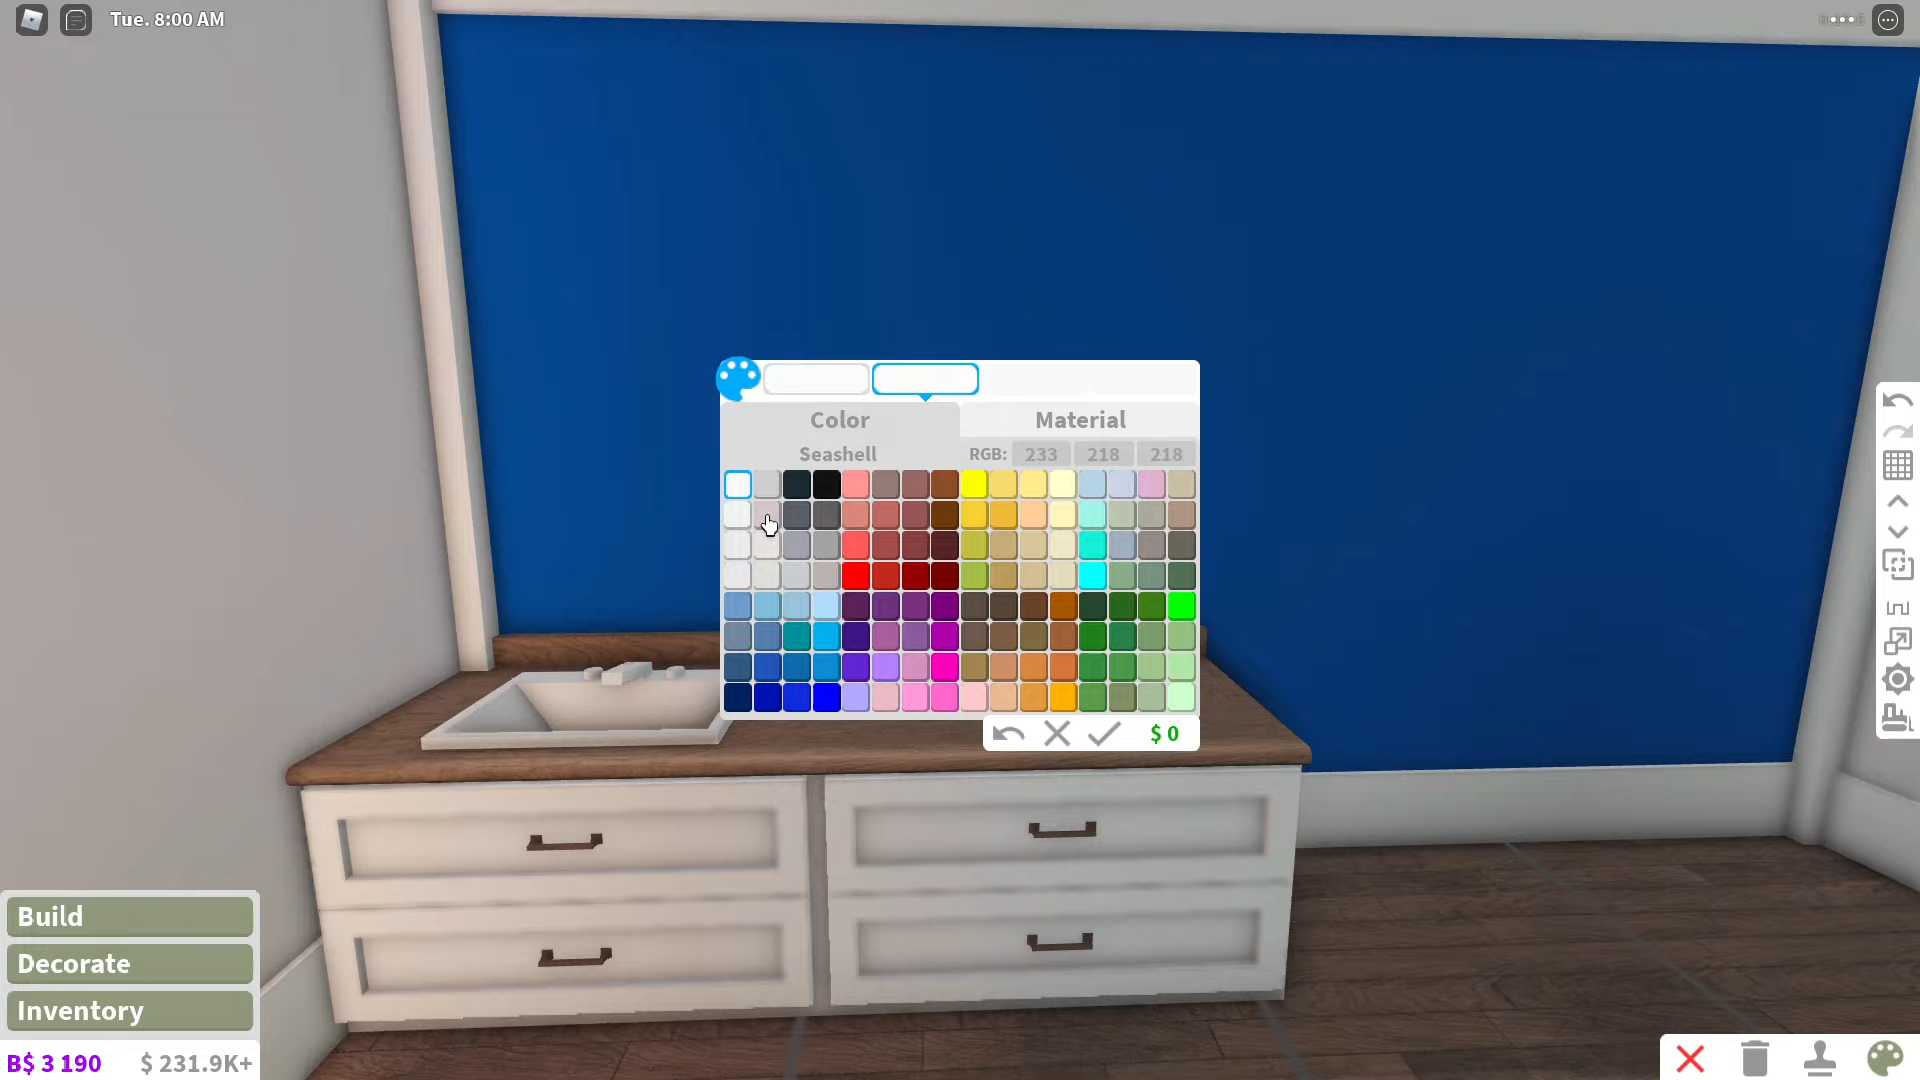 Tue. 8:00 AM
Color
Material
Seashell
RGB: 233 218 218
$ 0
Build
Decorate
Inventory
B$ 3 190
$ 231.9K+